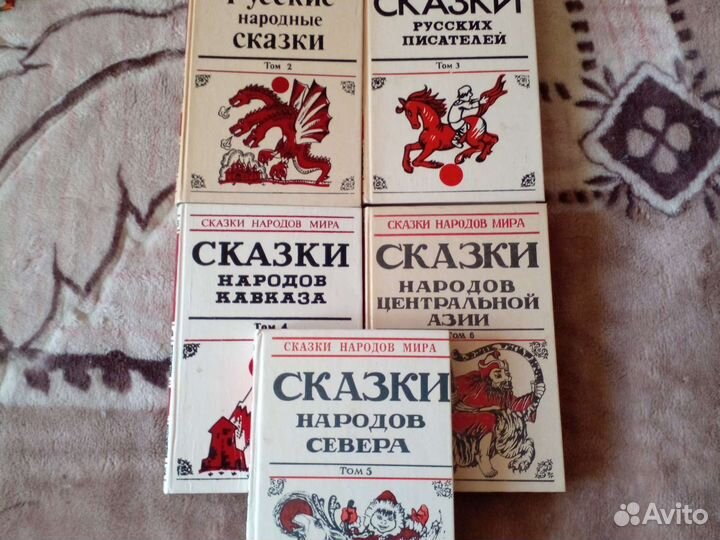 Русские
народные
сказки
Том 2
СКАЗКИ
РУССКИХ
ПИСАТЕЛЕЙ
Том 3
СКАЗКИ НАРОДОВ МИРА
СКАЗКИ
НАРОДОВ
КАВКАЗА
Том 4
СКАЗКИ НАРОДОВ МИРА
СКАЗКИ
НАРОДОВ
ЦЕНТРАЛЬНОЙ
АЗИИ
Том 6
СКАЗКИ НАРОДОВ МИРА
СКАЗКИ
НАРОДОВ
СЕВЕРА
Том 5
Avito